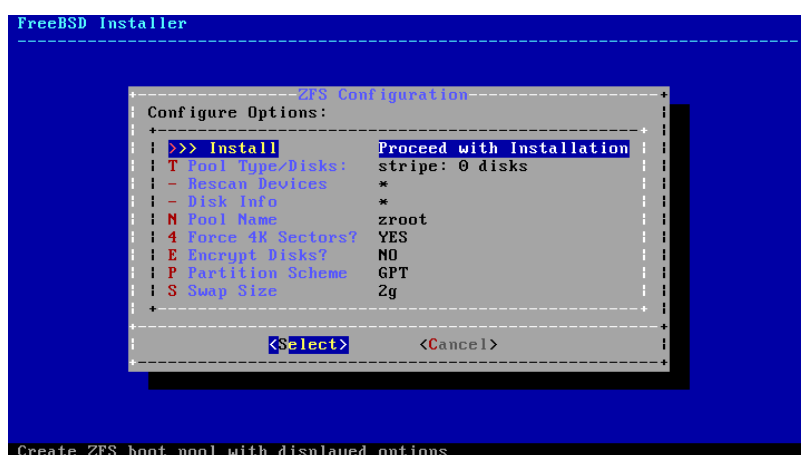 FreeBSD Installer
ZFS Configuration
Configure Options:
>>> Install Proceed with Installation
T Pool Type/Disks: stripe: 0 disks
- Rescan Devices *
- Disk Info *
N Pool Name zroot
4 Force 4K Sectors? YES
E Encrypt Disks? NO
P Partition Scheme GPT
S Swap Size 2g
<Select> <Cancel>
Create ZFS boot pool with displayed options